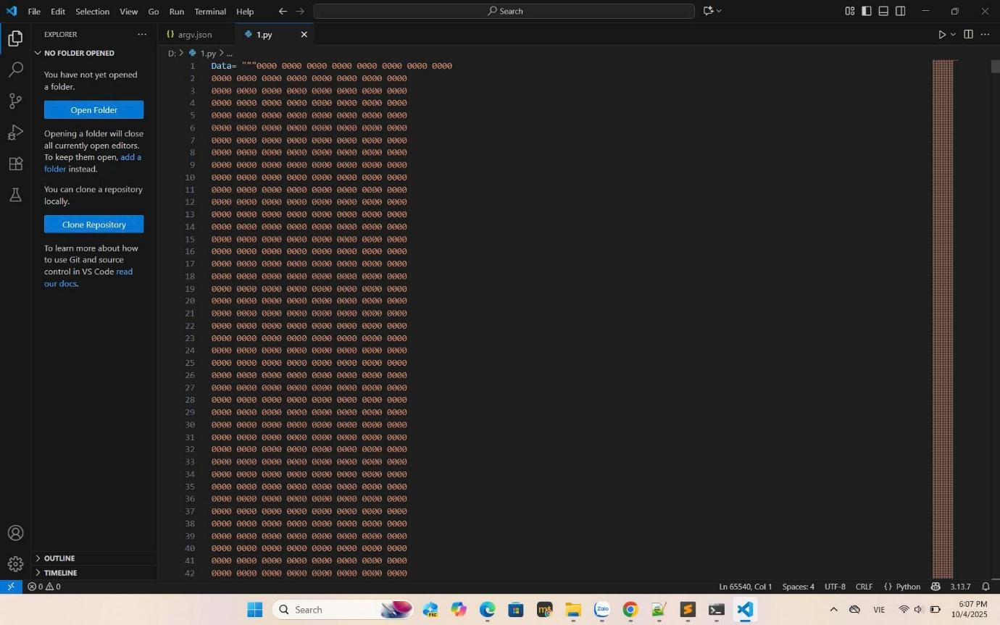 File Edit Selection View Go Run Terminal Help
Search
EXPLORER
argv.json
1.py
NO FOLDER OPENED
You have not yet opened
a folder.
Open Folder
Opening a folder will close
all currently open editors.
To keep them open, add a
folder instead.
You can clone a repository
locally.
Clone Repository
To learn more about how
to use Git and source
control in VS Code read
our docs.
OUTLINE
TIMELINE
D: > 1.py > ...
1 Data= """0000 0000 0000 0000 0000 0000 0000 0000
2 0000 0000 0000 0000 0000 0000 0000 0000
3 0000 0000 0000 0000 0000 0000 0000 0000
4 0000 0000 0000 0000 0000 0000 0000 0000
5 0000 0000 0000 0000 0000 0000 0000 0000
6 0000 0000 0000 0000 0000 0000 0000 0000
7 0000 0000 0000 0000 0000 0000 0000 0000
8 0000 0000 0000 0000 0000 0000 0000 0000
9 0000 0000 0000 0000 0000 0000 0000 0000
10 0000 0000 0000 0000 0000 0000 0000 0000
11 0000 0000 0000 0000 0000 0000 0000 0000
12 0000 0000 0000 0000 0000 0000 0000 0000
13 0000 0000 0000 0000 0000 0000 0000 0000
14 0000 0000 0000 0000 0000 0000 0000 0000
15 0000 0000 0000 0000 0000 0000 0000 0000
16 0000 0000 0000 0000 0000 0000 0000 0000
17 0000 0000 0000 0000 0000 0000 0000 0000
18 0000 0000 0000 0000 0000 0000 0000 0000
19 0000 0000 0000 0000 0000 0000 0000 0000
20 0000 0000 0000 0000 0000 0000 0000 0000
21 0000 0000 0000 0000 0000 0000 0000 0000
22 0000 0000 0000 0000 0000 0000 0000 0000
23 0000 0000 0000 0000 0000 0000 0000 0000
24 0000 0000 0000 0000 0000 0000 0000 0000
25 0000 0000 0000 0000 0000 0000 0000 0000
26 0000 0000 0000 0000 0000 0000 0000 0000
27 0000 0000 0000 0000 0000 0000 0000 0000
28 0000 0000 0000 0000 0000 0000 0000 0000
29 0000 0000 0000 0000 0000 0000 0000 0000
30 0000 0000 0000 0000 0000 0000 0000 0000
31 0000 0000 0000 0000 0000 0000 0000 0000
32 0000 0000 0000 0000 0000 0000 0000 0000
33 0000 0000 0000 0000 0000 0000 0000 0000
34 0000 0000 0000 0000 0000 0000 0000 0000
35 0000 0000 0000 0000 0000 0000 0000 0000
36 0000 0000 0000 0000 0000 0000 0000 0000
37 0000 0000 0000 0000 0000 0000 0000 0000
38 0000 0000 0000 0000 0000 0000 0000 0000
39 0000 0000 0000 0000 0000 0000 0000 0000
40 0000 0000 0000 0000 0000 0000 0000 0000
41 0000 0000 0000 0000 0000 0000 0000 0000
42 0000 0000 0000 0000 0000 0000 0000 0000
0 0 Ln 65540, Col 1 Spaces: 4 UTF-8 CRLF {} Python 3.13.7
Search PRE Zalo VIE 6:07 PM
10/4/2025